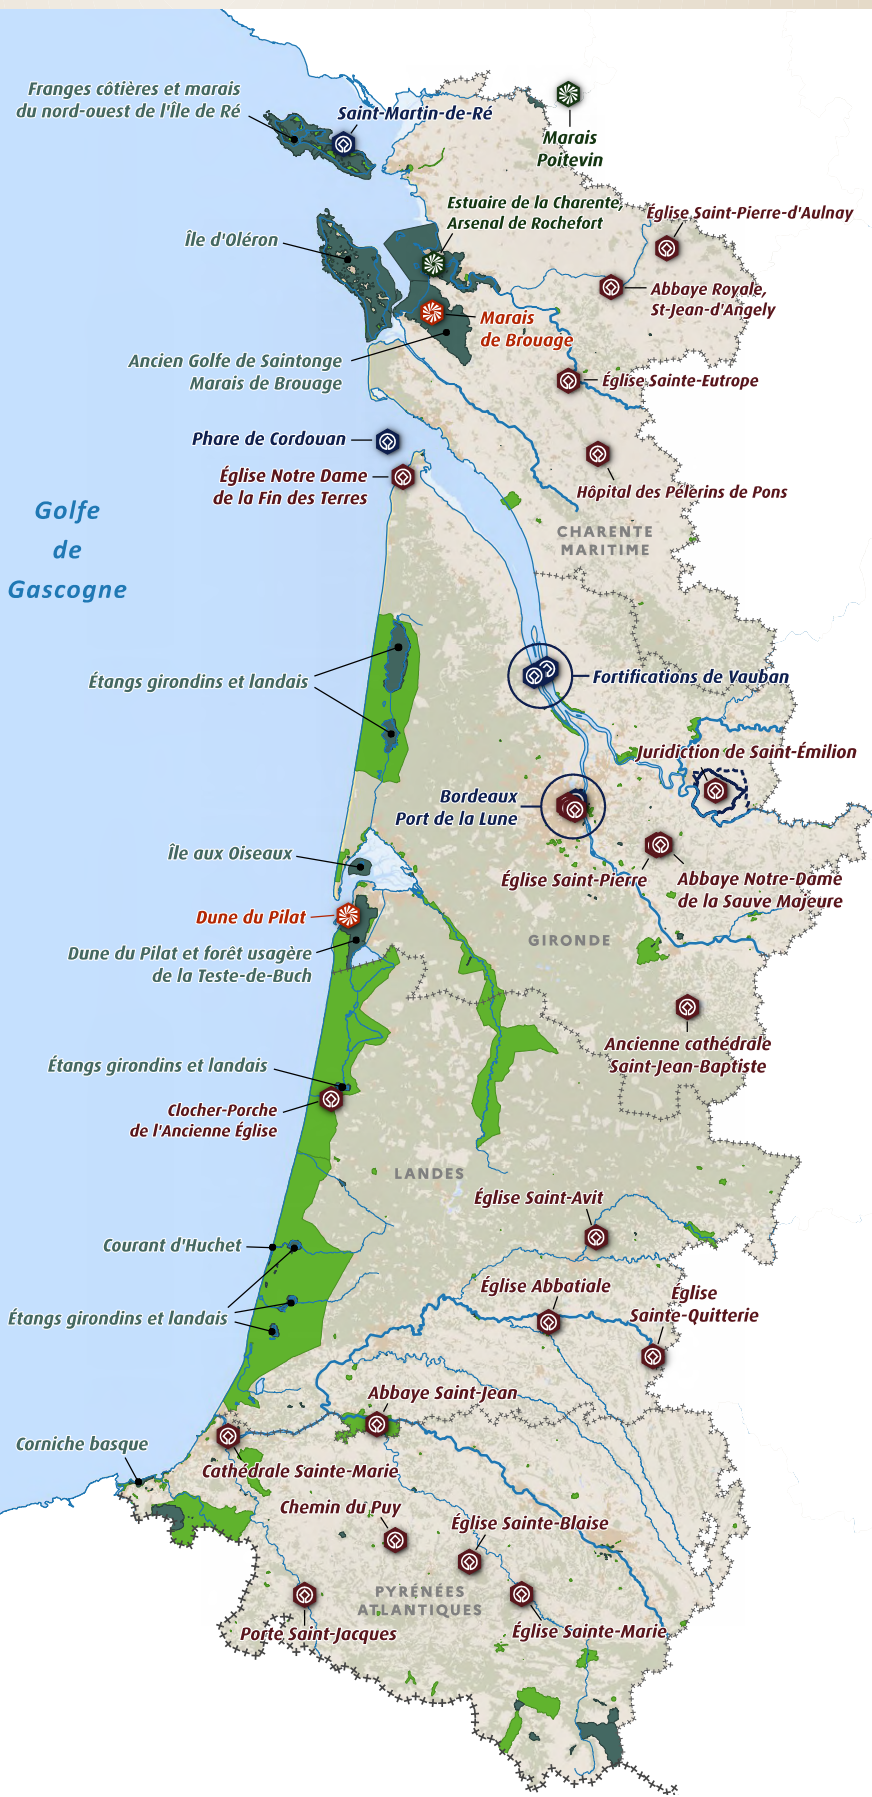 Franges côtières et marais
du nord-ouest de l'Île de Ré
Saint-Martin-de-Ré
Marais
Poitevin
Estuaire de la Charente,
Arsenal de Rochefort
Église Saint-Pierre-d'Aulnay
Île d'Oléron
Abbaye Royale,
St-Jean-d'Angely
Marais
de Brouage
Ancien Golfe de Saintonge
Marais de Brouage
Église Sainte-Eutrope
Phare de Cordouan
Église Notre Dame
de la Fin des Terres
Hôpital des Pélerins de Pons
Golfe
de
Gascogne
CHARENTE
MARITIME
Étangs girondins et landais
Fortifications de Vauban
Juridiction de Saint-Émilion
Bordeaux
Port de la Lune
Île aux Oiseaux
Église Saint-Pierre
Abbaye Notre-Dame
de la Sauve Majeure
Dune du Pilat
GIRONDE
Dune du Pilat et forêt usagère
de la Teste-de-Buch
Ancienne cathédrale
Saint-Jean-Baptiste
Étangs girondins et landais
Clocher-Porche
de l'Ancienne Église
LANDES
Église Saint-Avit
Courant d'Huchet
Église Abbatiale
Église
Sainte-Quitterie
Étangs girondins et landais
Abbaye Saint-Jean
Corniche basque
Cathédrale Sainte-Marie
Chemin du Puy
Église Sainte-Blaise
PYRÉNÉES
ATLANTIQUES
Porte Saint-Jacques
Église Sainte-Marie